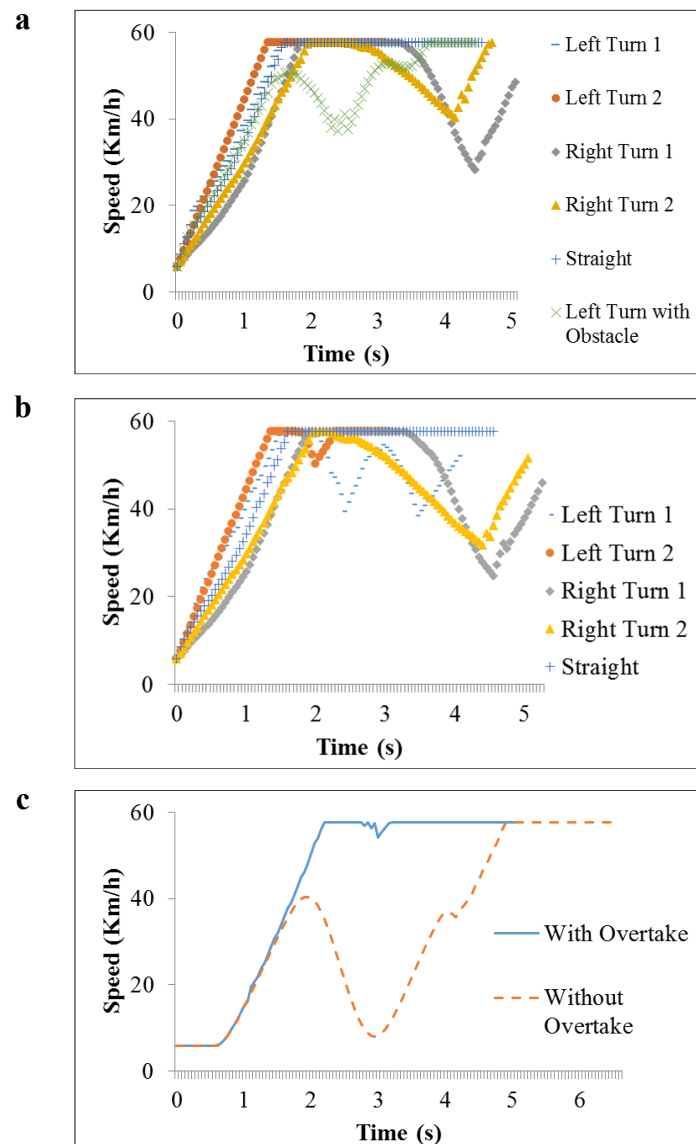 a
60
40
20
0
Speed (Km/h)
0 1 2 3 4 5
Time (s)
Left Turn 1
Left Turn 2
Right Turn 1
Right Turn 2
Straight
Left Turn with
Obstacle
b
60
40
20
0
Speed (Km/h)
0 1 2 3 4 5
Time (s)
Left Turn 1
Left Turn 2
Right Turn 1
Right Turn 2
Straight
c
60
40
20
0
Speed (Km/h)
0 1 2 3 4 5 6
Time (s)
With Overtake
Without
Overtake